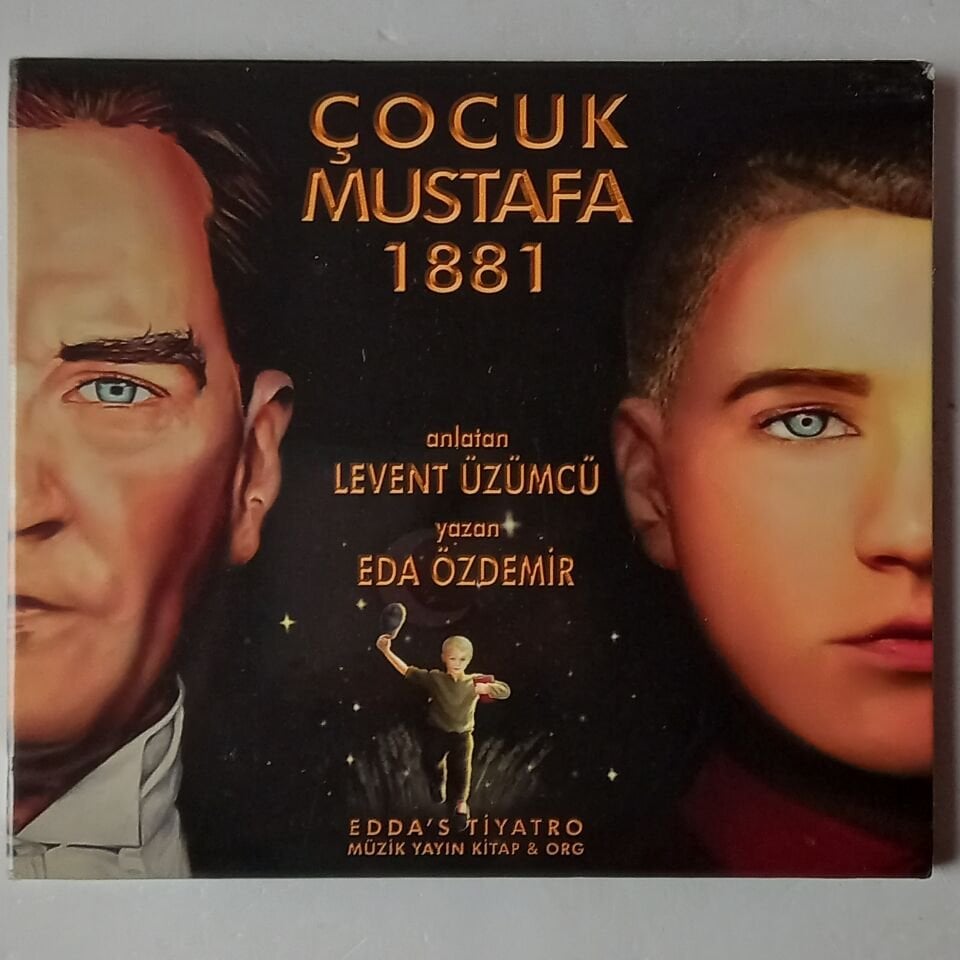 ÇOCUK
MUSTAFA
1881
anlatan
LEVENT ÜZÜMCÜ
yazan
EDA ÖZDEMİR
EDDA'S TİYATRO
MÜZİK YAYIN KİTAP & ORG